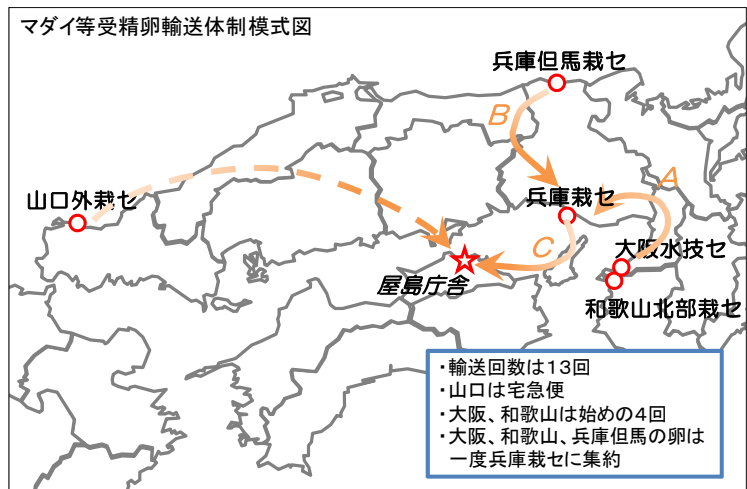 マダイ等受精卵輸送体制模式図
兵庫但馬栽セ
B
A
山口外栽セ
兵庫栽セ
C
大阪水技セ
屋島庁舎
和歌山北部栽セ
・輸送回数は13回
・山口は宅急便
・大阪、和歌山は始めの4回
・大阪、和歌山、兵庫但馬の卵は
一度兵庫栽セに集約